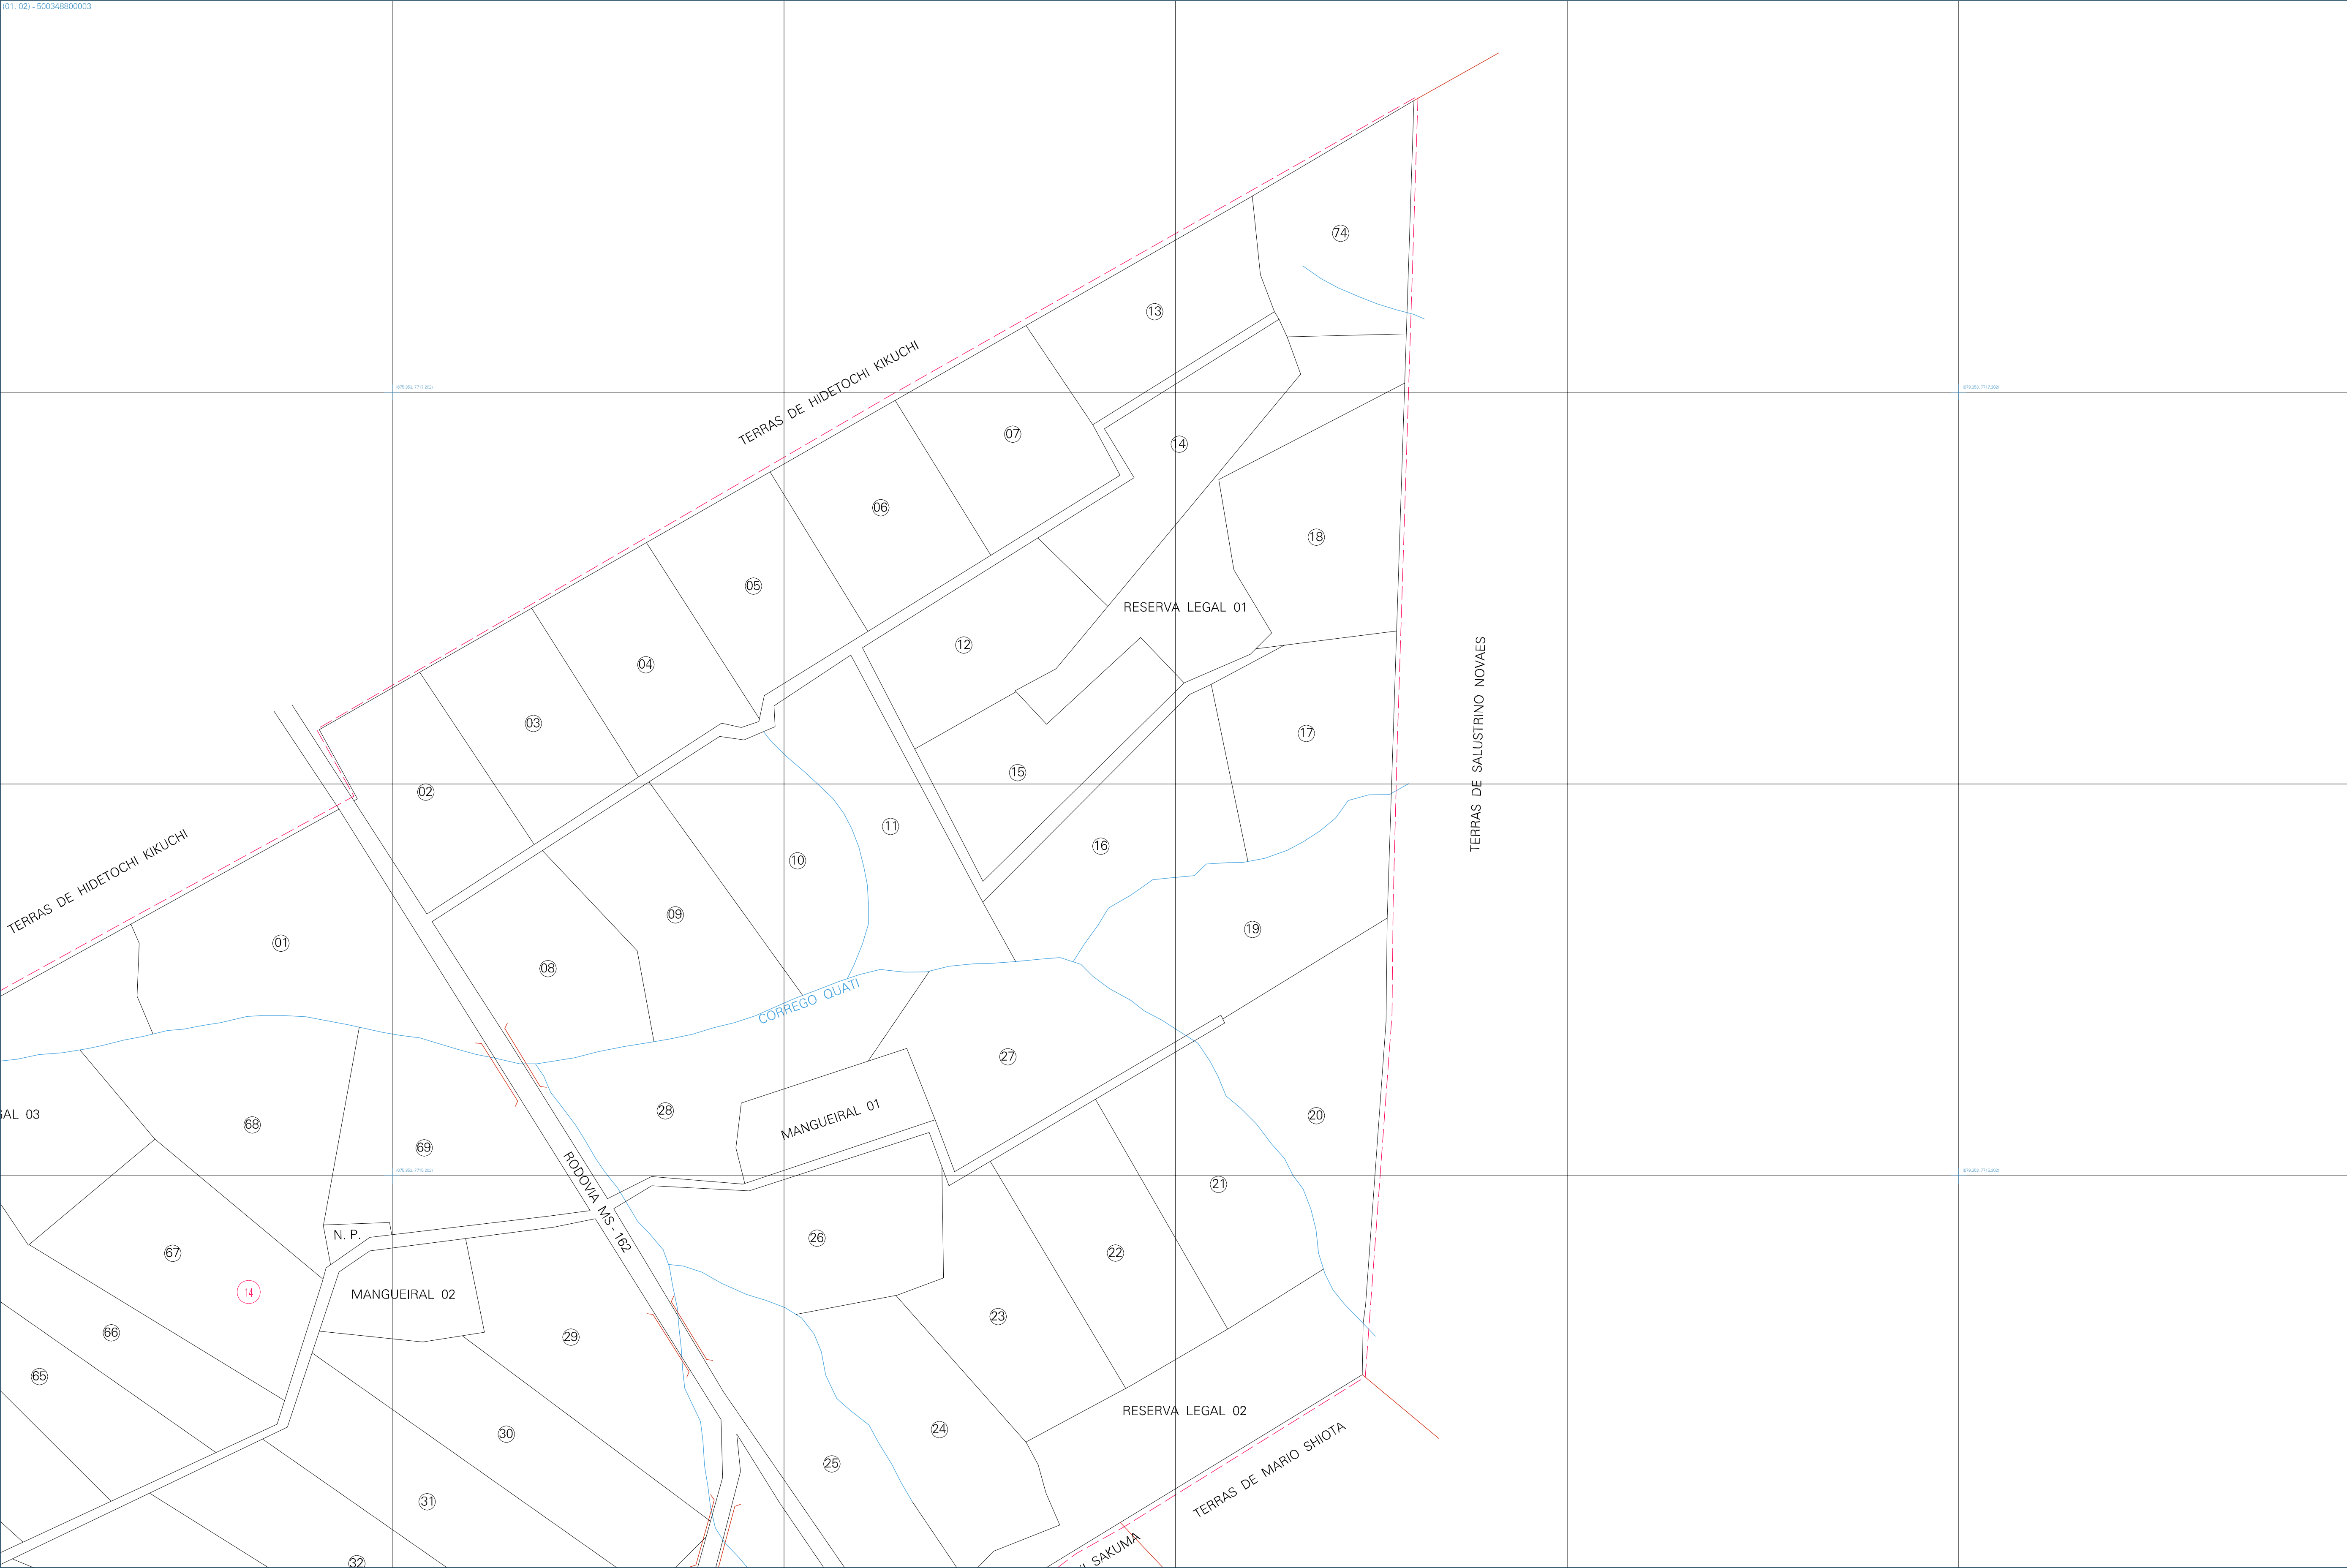 (01, 02) - 500348800003
74
13
TERRAS DE HIDETOCHI KIKUCHI
07
14
06
18
05
RESERVA LEGAL 01
12
04
TERRAS DE SALUSTRINO NOVAES
03
17
15
02
11
16
10
TERRAS DE HIDETOCHI KIKUCHI
09
19
01
08
CORREGO QUATI
27
AL 03
28
MANGUEIRAL 01
20
68
69
21
RODOVIA MS - 162
N. P.
26
22
67
14
MANGUEIRAL 02
23
66
29
65
RESERVA LEGAL 02
24
30
25
TERRAS DE MARIO SHIOTA
31
SAKUMA
32